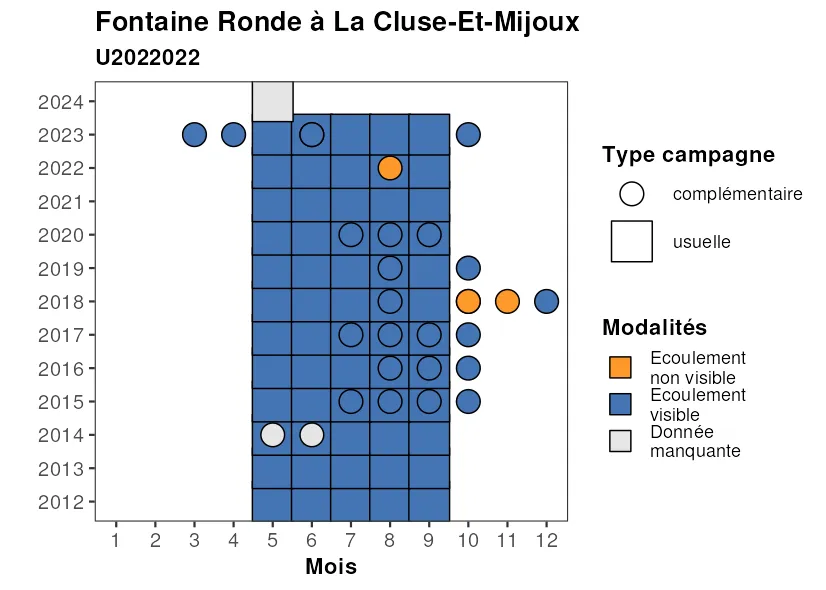 Fontaine Ronde à La Cluse-Et-Mijoux
U2022022
2024
2023
2022
2021
2020
2019
2018
2017
2016
2015
2014
2013
2012
1 2 3 4 5 6 7 8 9 10 11 12
Mois
Type campagne
complémentaire
usuelle
Modalités
Ecoulement
non visible
Ecoulement
visible
Donnée
manquante